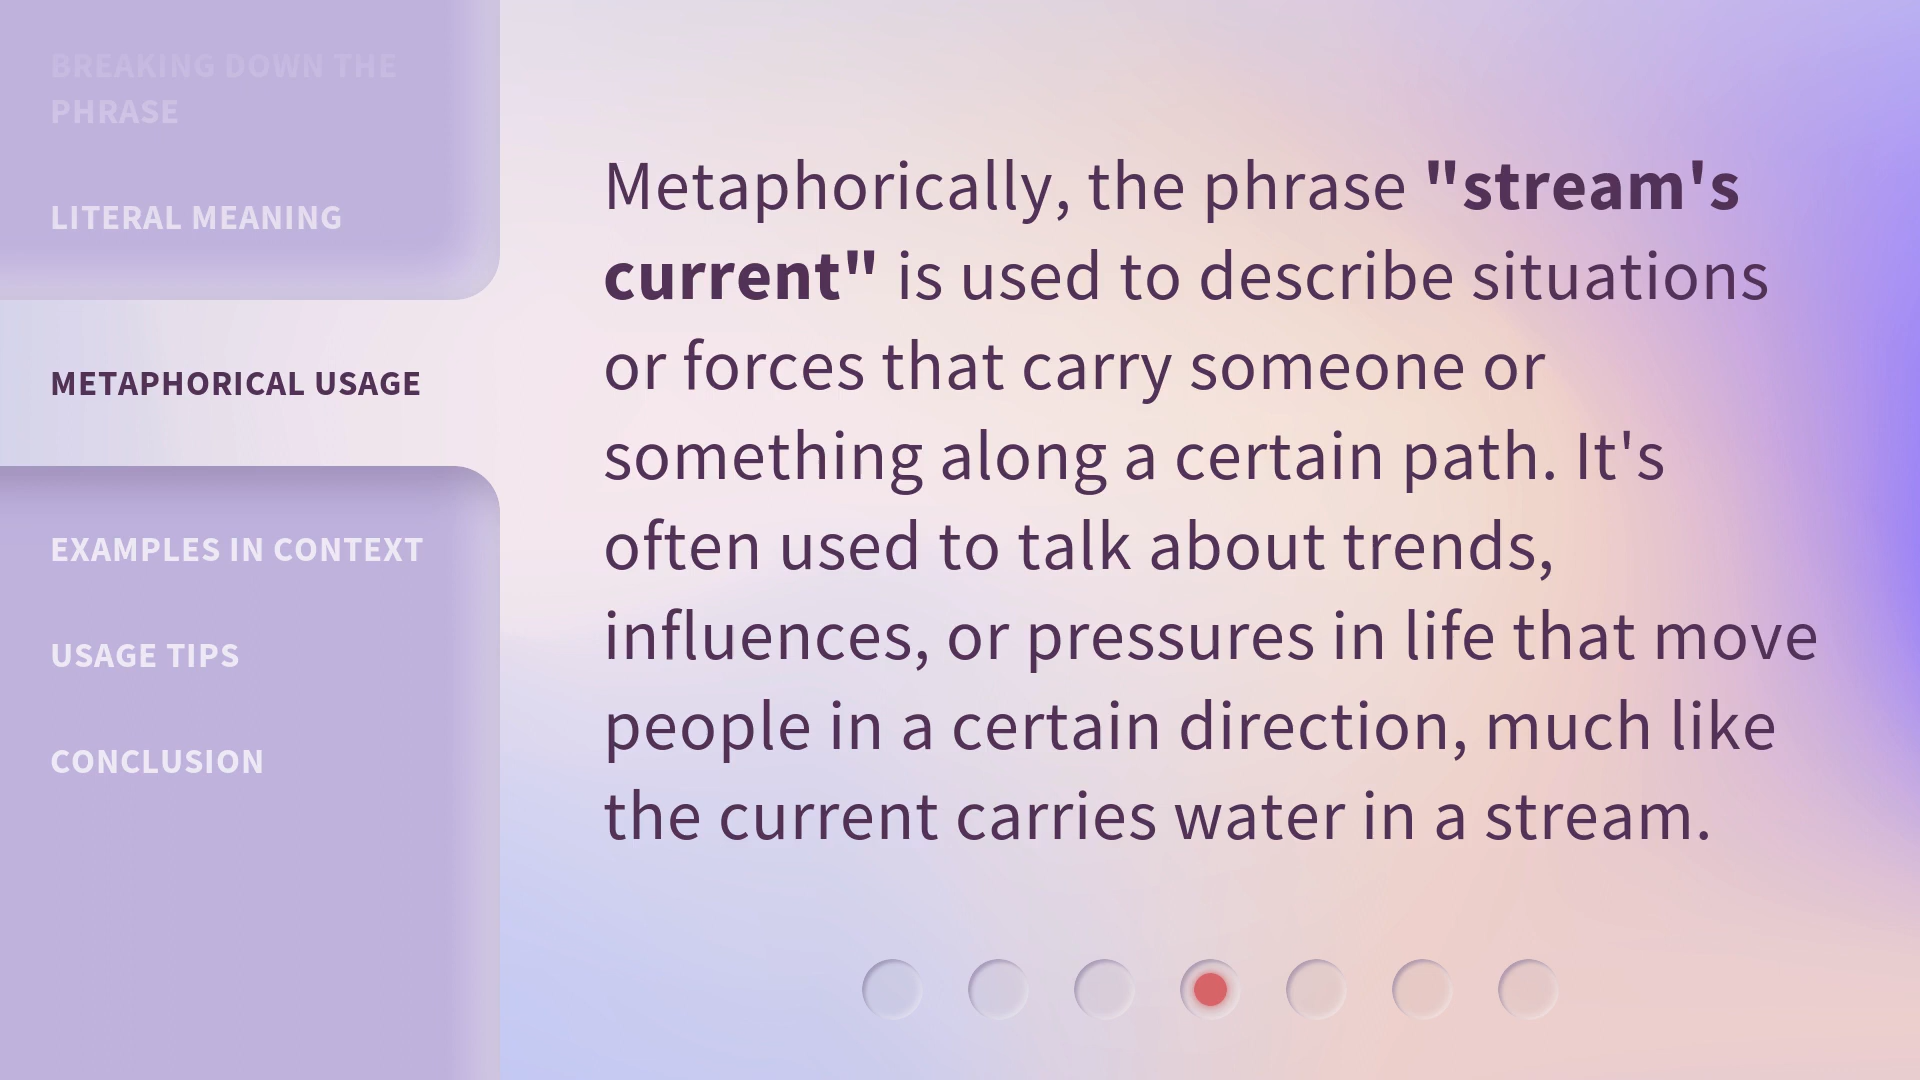 BREAKING DOWN THE
PHRASE
LITERAL MEANING
METAPHORICAL USAGE
EXAMPLES IN CONTEXT
USAGE TIPS
CONCLUSION
Metaphorically, the phrase "stream's
current" is used to describe situations
or forces that carry someone or
something along a certain path. It's
often used to talk about trends,
influences, or pressures in life that move
people in a certain direction, much like
the current carries water in a stream.